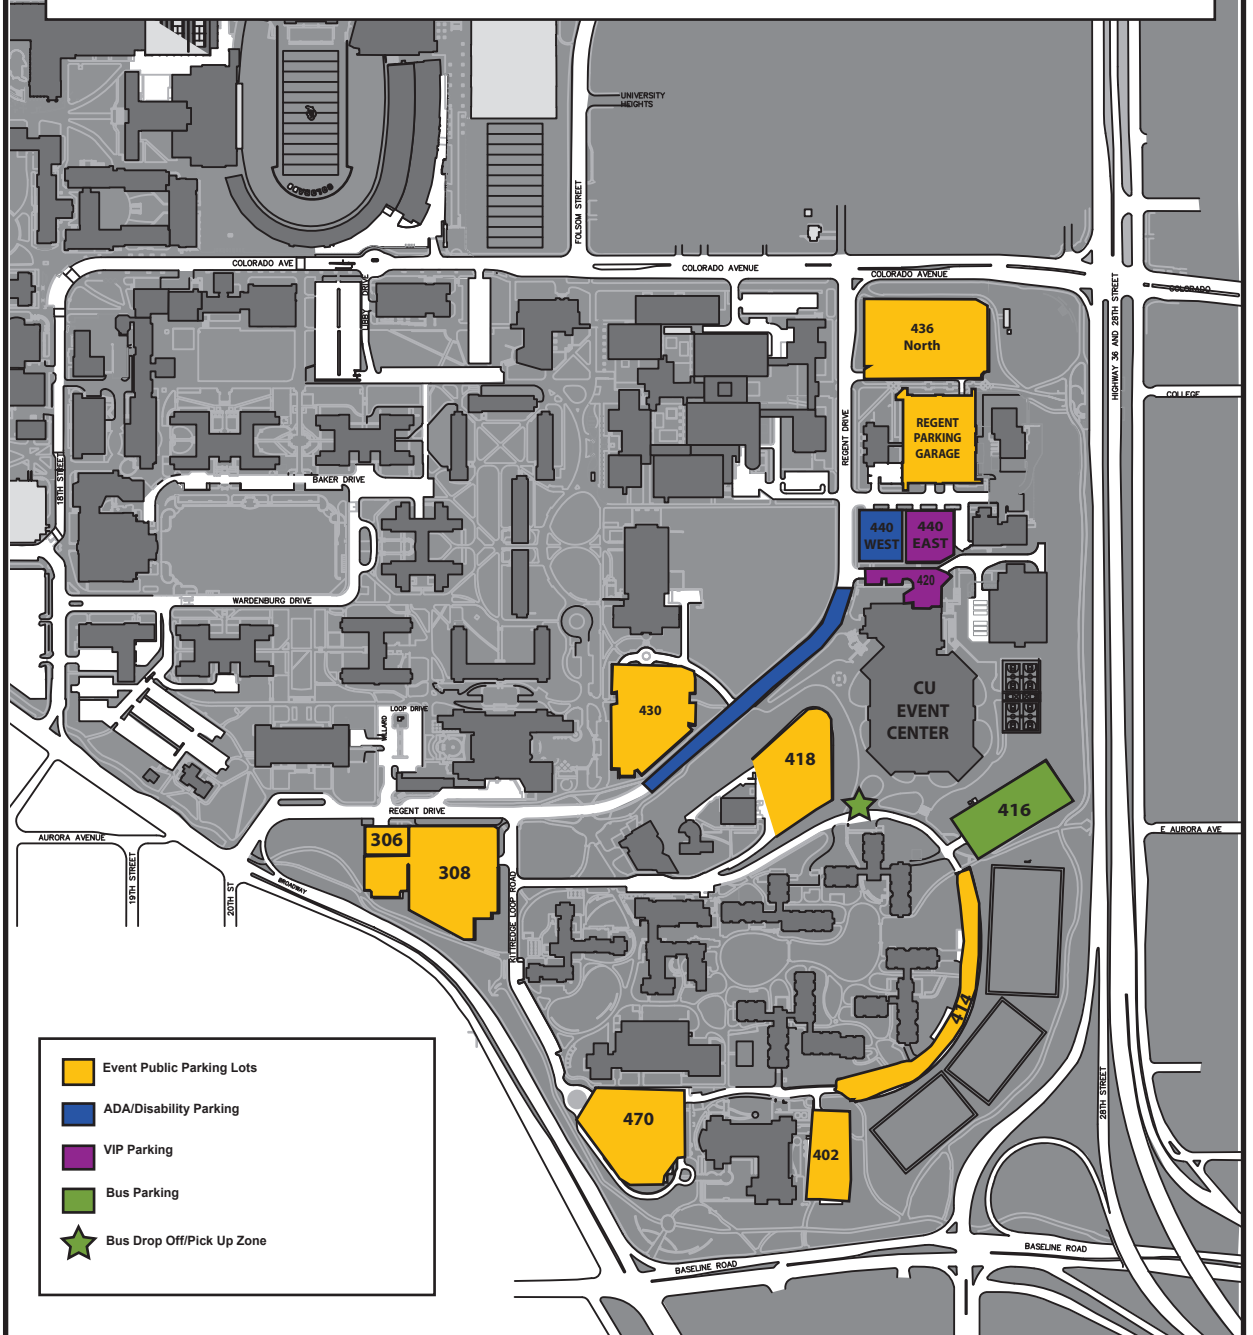 UNIVERSITY
HEIGHTS
COLORADO
FOLSOM STREET
COLORADO AVE
COLORADO AVENUE
COLORADO AVENUE
COLORADO
LIBBY DRIVE
HIGHWAY 36 AND 28TH STREET
436
North
COLLEGE
REGENT DRIVE
REGENT
PARKING
GARAGE
18TH STREET
BAKER DRIVE
440
WEST
440
EAST
420
WARDENBURG DRIVE
CU
EVENT
CENTER
430
WILLARD
LOOP DRIVE
418
416
REGENT DRIVE
AURORA AVENUE
E AURORA AVE
306
308
19TH STREET
20TH ST
BROADWAY
KITTREDGE LOOP ROAD
414
Event Public Parking Lots
ADA/Disability Parking
VIP Parking
Bus Parking
Bus Drop Off/Pick Up Zone
470
402
28TH STREET
BASELINE ROAD
BASELINE ROAD